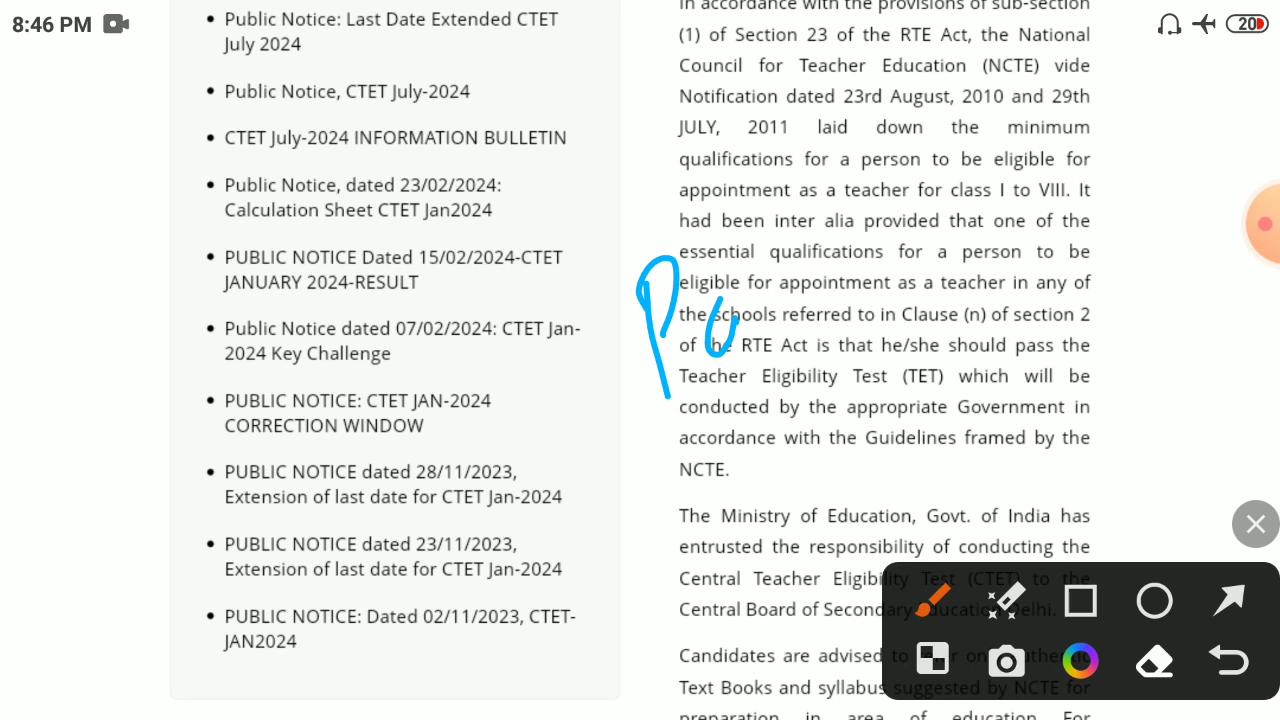 8:46 PM
20
Public Notice: Last Date Extended CTET
July 2024
Public Notice, CTET July-2024
CTET July-2024 INFORMATION BULLETIN
Public Notice, dated 23/02/2024:
Calculation Sheet CTET Jan2024
PUBLIC NOTICE Dated 15/02/2024-CTET
JANUARY 2024-RESULT
Public Notice dated 07/02/2024: CTET Jan-
2024 Key Challenge
PUBLIC NOTICE: CTET JAN-2024
CORRECTION WINDOW
PUBLIC NOTICE dated 28/11/2023,
Extension of last date for CTET Jan-2024
PUBLIC NOTICE dated 23/11/2023,
Extension of last date for CTET Jan-2024
PUBLIC NOTICE: Dated 02/11/2023, CTET-
JAN2024
In accordance with the provisions of sub-section
(1) of Section 23 of the RTE Act, the National
Council for Teacher Education (NCTE) vide
Notification dated 23rd August, 2010 and 29th
JULY, 2011 laid down the minimum
qualifications for a person to be eligible for
appointment as a teacher for class I to VIII. It
had been inter alia provided that one of the
essential qualifications for a person to be
eligible for appointment as a teacher in any of
the schools referred to in Clause (n) of section 2
of the RTE Act is that he/she should pass the
Teacher Eligibility Test (TET) which will be
conducted by the appropriate Government in
accordance with the Guidelines framed by the
NCTE.
The Ministry of Education, Govt. of India has
entrusted the responsibility of conducting the
Central Teacher Eligibility Test (CTET) to the
Central Board of Secondary Education Delhi.
Candidates are advised to refer only authentic
Text Books and syllabus suggested by NCTE for
preparation in area of education. For